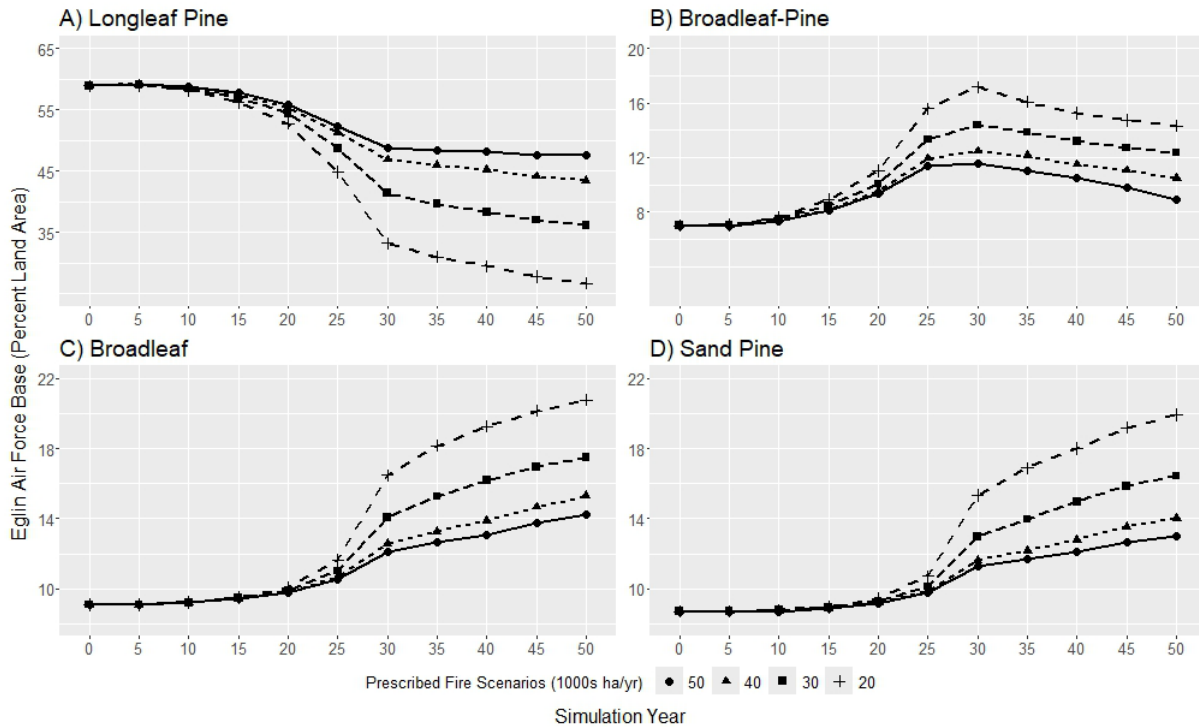 A) Longleaf Pine
B) Broadleaf-Pine
65
55
45
35
20
16
12
8
0 5 10 15 20 25 30 35 40 45 50
0 5 10 15 20 25 30 35 40 45 50
C) Broadleaf
D) Sand Pine
22
18
14
10
22
18
14
10
0 5 10 15 20 25 30 35 40 45 50
0 5 10 15 20 25 30 35 40 45 50
Eglin Air Force Base (Percent Land Area)
Prescribed Fire Scenarios (1000s ha/yr) 50 40 30 20
Simulation Year